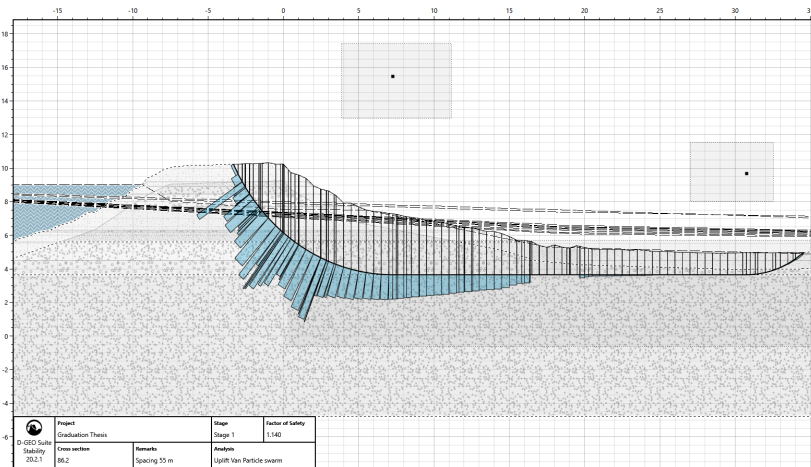 -15 -10 -5 0 5 10 15 20 25 30 3
18
16
14
12
10
8
6
4
2
0
-2
-4
-6
D-GEO Suite
Stability
20.2.1
Project
Graduation Thesis
Stage
Stage 1
Factor of Safety
1.140
Cross section
86.2
Remarks
Spacing 55 m
Analysis
Uplift Van Particle swarm